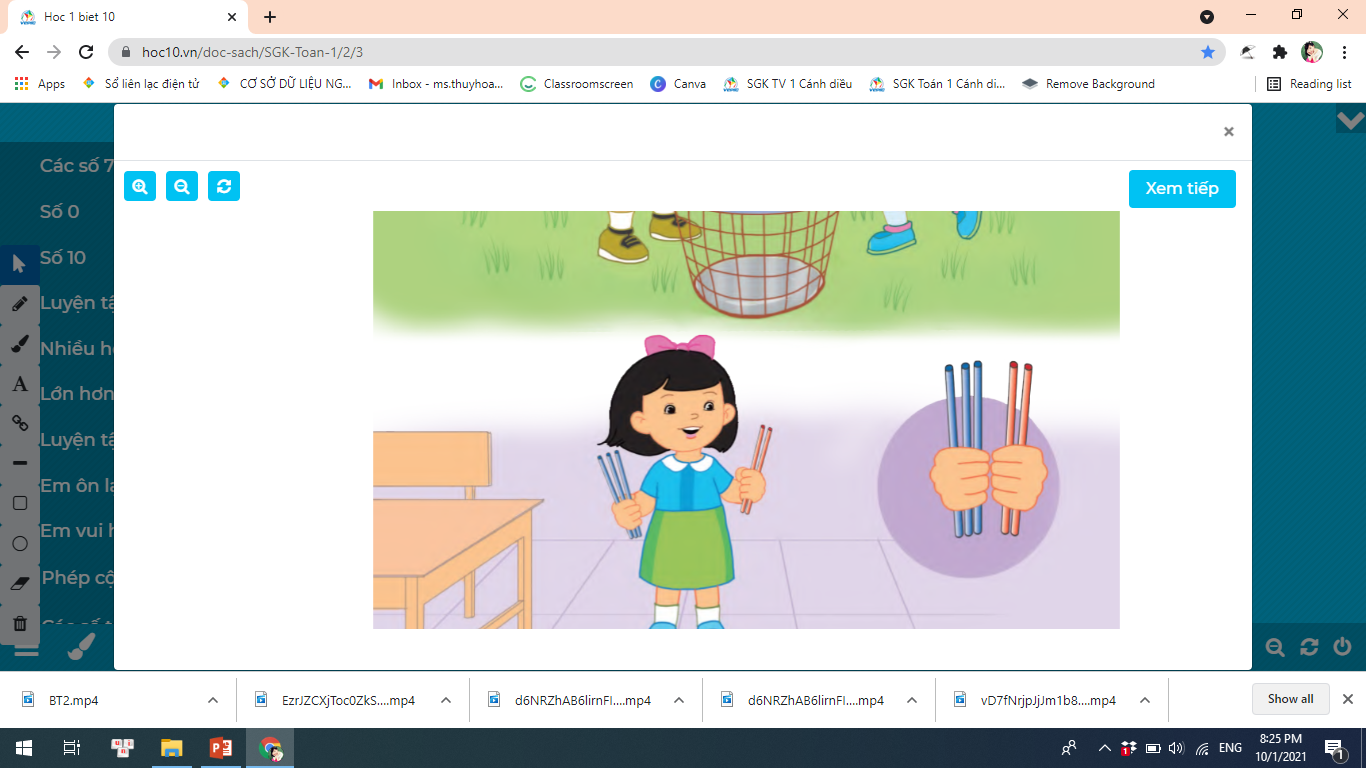 Hoc 1 biet 10
hoc10.vn/doc-sach/SGK-Toan-1/2/3
Apps Sổ liên lạc điện tử CƠ SỞ DỮ LIỆU NG... Inbox - ms.thuyhoa... Classroomscreen Canva SGK TV 1 Cánh diều SGK Toán 1 Cánh di... Remove Background Reading list
Xem tiếp
Các số 7
Số 0
Số 10
Luyện tậ
Nhiều h
Lớn hơn
Luyện tậ
Em ôn lạ
Em vui h
Phép cộ
BT2.mp4 EzrJZCXjToc0ZkS....mp4 d6NRZhAB6lirnFI....mp4 d6NRZhAB6lirnFI....mp4 vD7fNrjpJjJm1b8....mp4 Show all
ENG
8:25 PM
10/1/2021